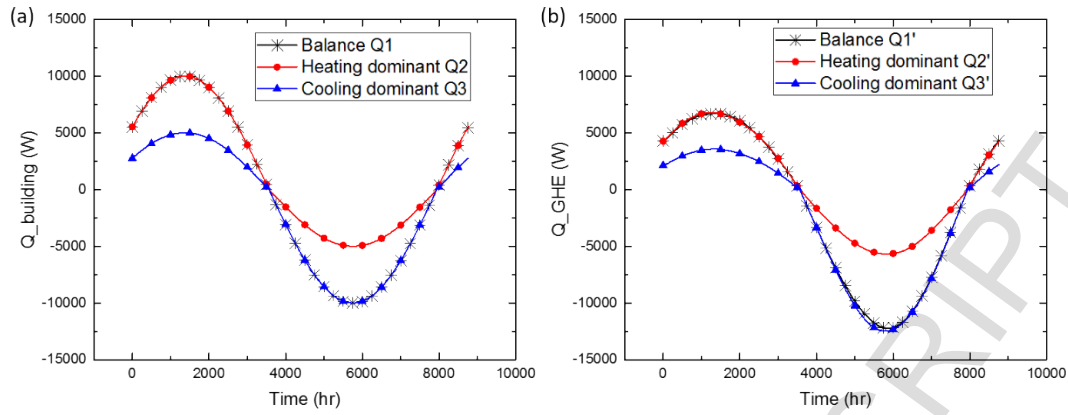 (a)
15000
10000
5000
0
-5000
-10000
-15000
Q_building (W)
Balance Q1
Heating dominant Q2
Cooling dominant Q3
0 2000 4000 6000 8000 10000
Time (hr)
(b)
15000
10000
5000
0
-5000
-10000
-15000
Q_GHE (W)
Balance Q1'
Heating dominant Q2'
Cooling dominant Q3'
0 2000 4000 6000 8000 10000
Time (hr)
SCRIPT